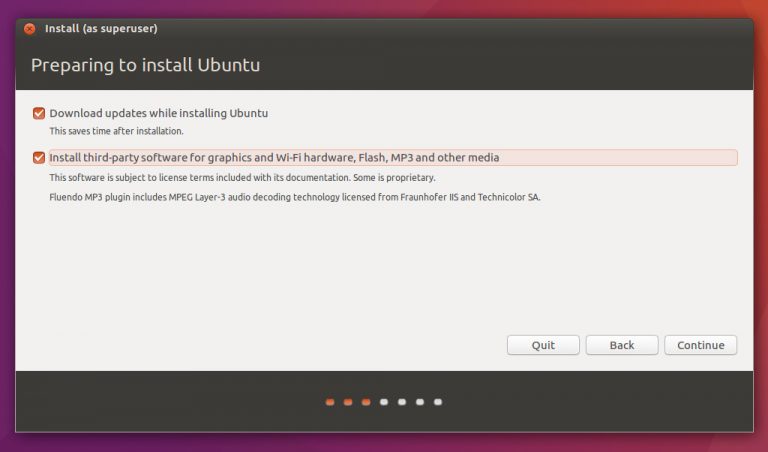 Install (as superuser)
Preparing to install Ubuntu
Download updates while installing Ubuntu
This saves time after installation.
Install third-party software for graphics and Wi-Fi hardware, Flash, MP3 and other media
This software is subject to license terms included with its documentation. Some is proprietary.
Fluendo MP3 plugin includes MPEG Layer-3 audio decoding technology licensed from Fraunhofer IIS and Technicolor SA.
Quit Back Continue